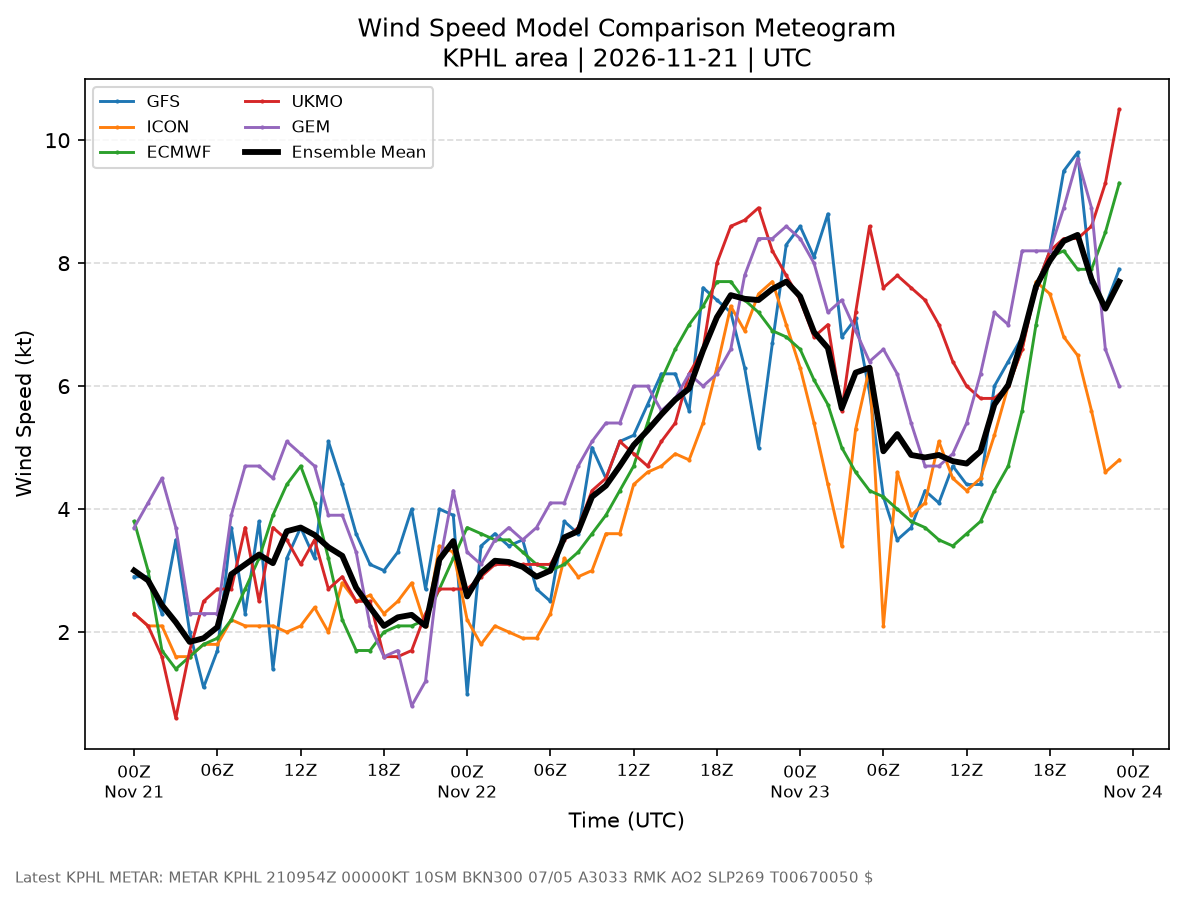 Wind Speed Model Comparison Meteogram
KPHL area | 2026-11-21 | UTC
GFS
ICON
ECMWF
UKMO
GEM
Ensemble Mean
Wind Speed (kt)
10
8
6
4
2
00Z 06Z 12Z 18Z 00Z 06Z 12Z 18Z 00Z 06Z 12Z 18Z 00Z
Nov 21 Nov 22 Nov 23 Nov 24
Time (UTC)
Latest KPHL METAR: METAR KPHL 210954Z 00000KT 10SM BKN300 07/05 A3033 RMK AO2 SLP269 T00670050 $